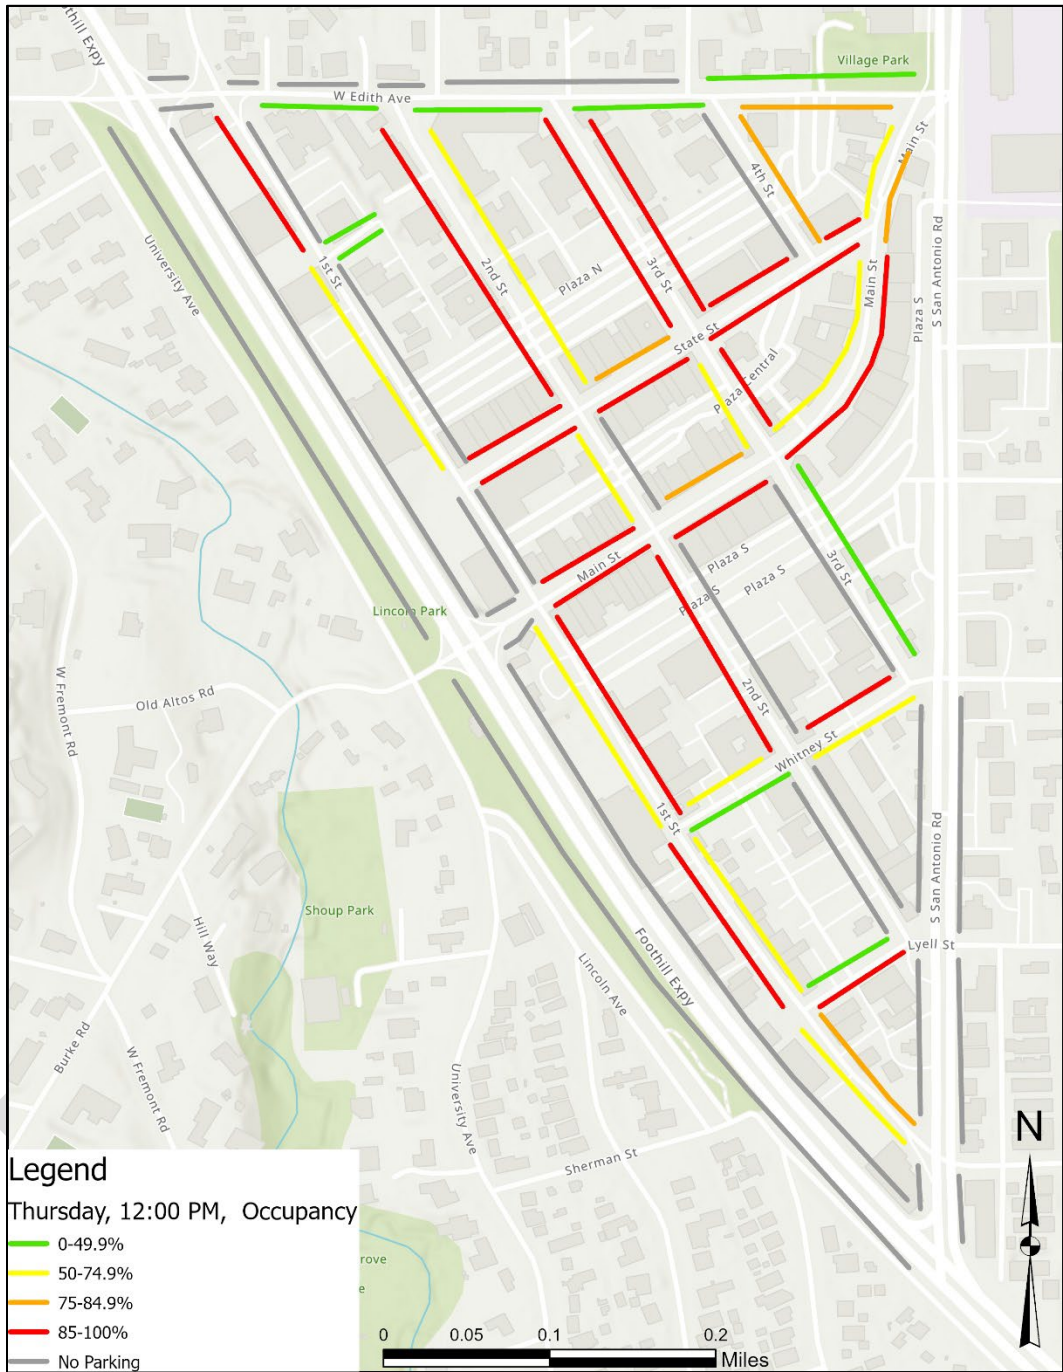 othill Expy
Village Park
W Edith Ave
Main St
4th St
University Ave
1st St
2nd St
3rd St
Plaza N
Main St
S San Antonio Rd
Plaza S
State St
Plaza Central
Main St
Plaza S
3rd St
Plaza S
Plaza S
Lincoln Park
W Fremont Rd
Old Altos Rd
2nd St
Whitney St
1st St
S San Antonio Rd
Shoup Park
Hill Way
Foothill Expy
Lyell St
Lincoln Ave
Burke Rd
W Fremont Rd
University Ave
Sherman St
N
Legend
Thursday, 12:00 PM, Occupancy
0-49.9%
rove
50-74.9%
e
75-84.9%
85-100%
No Parking
0 0.05 0.1 0.2
Miles